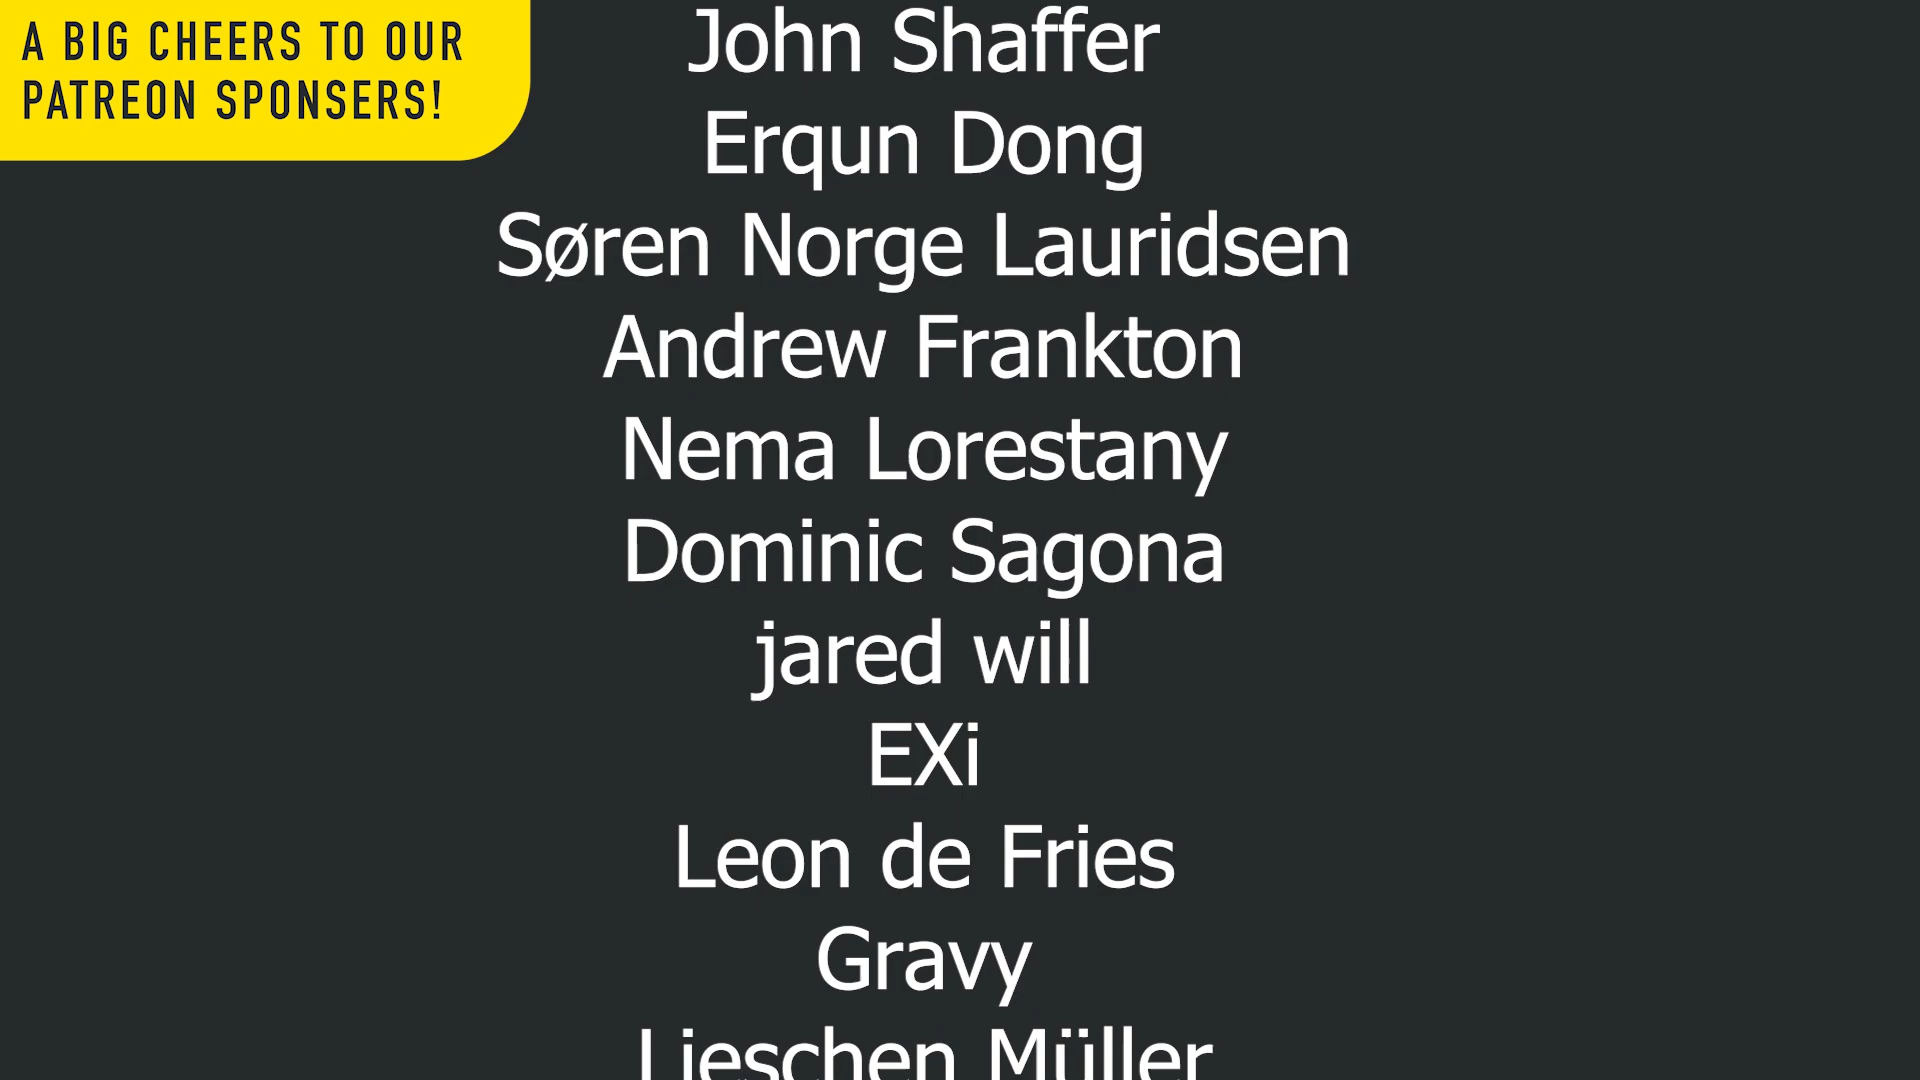 A BIG CHEERS TO OUR
PATREON SPONSERS!
John Shaffer
Erqun Dong
Søren Norge Lauridsen
Andrew Frankton
Nema Lorestany
Dominic Sagona
jared will
EXi
Leon de Fries
Gravy
Lieschen Müller